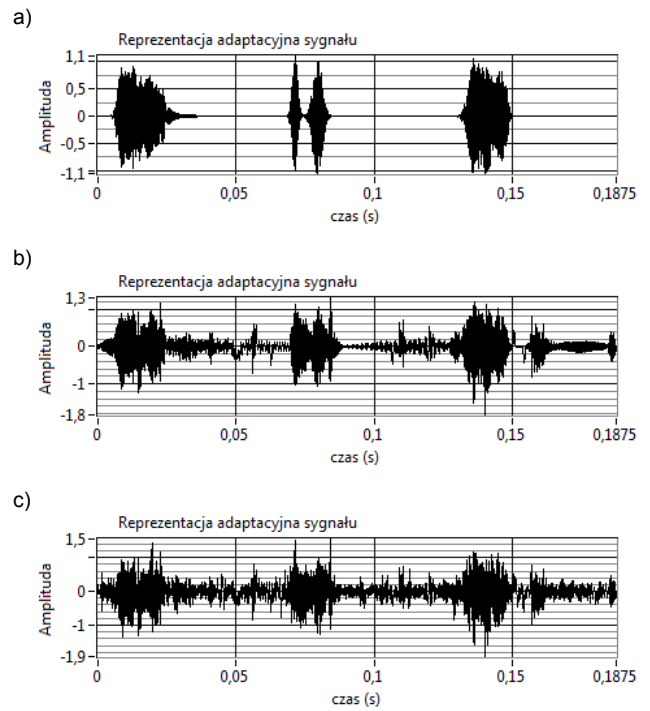 a)
Reprezentacja adaptacyjna sygnału
1,1
0,5
0
-0,5
-1,1
Amplituda
0 0,05 0,1 0,15 0,1875
czas (s)
b)
Reprezentacja adaptacyjna sygnału
1,3
0
-1
-1,8
Amplituda
0 0,05 0,1 0,15 0,1875
czas (s)
c)
Reprezentacja adaptacyjna sygnału
1,5
0
-1
-1,9
Amplituda
0 0,05 0,1 0,15 0,1875
czas (s)